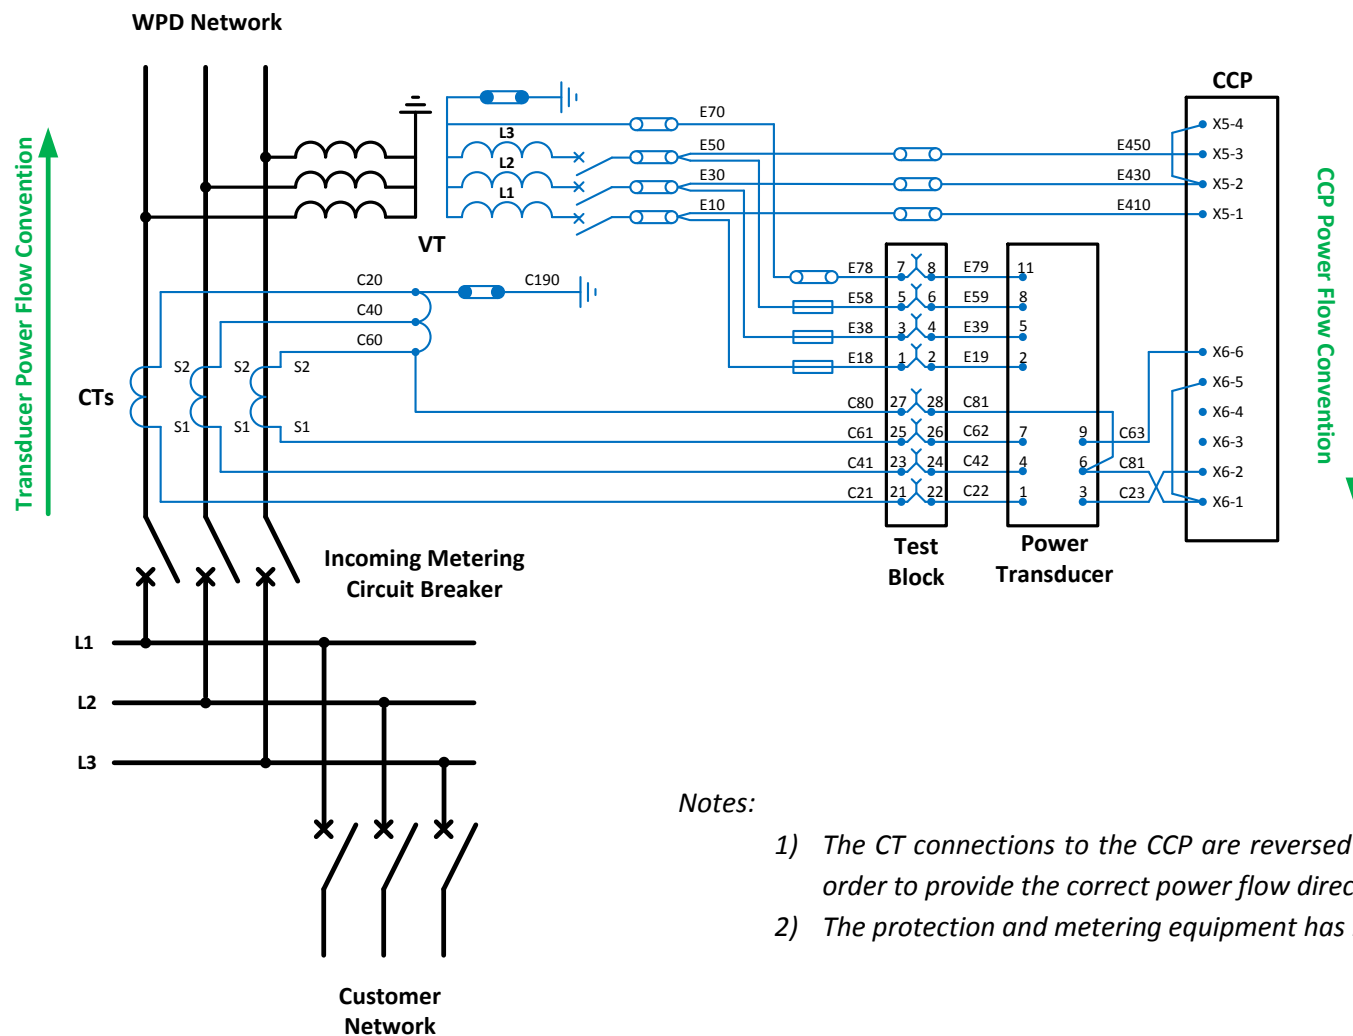 WPD Network
CCP
Transducer Power Flow Convention
CCP Power Flow Convention
E70
X5-4
L3
E50
E450
X5-3
L2
E30
E430
X5-2
L1
E10
E410
X5-1
VT
E78 7 8 E79 11
C20
C190
E58 5 6 E59 8
C40
E38 3 4 E39 5
C60
E18 1 2 E19 2
X6-6
S2 S2 S2
X6-5
CTs
C80 27 28 C81
X6-4
S1 S1 S1
C61 25 26 C62 7 9 C63
X6-3
C41 23 24 C42 4 6 C81
X6-2
C21 21 22 C22 1 3 C23
X6-1
Test
Block
Power
Transducer
Incoming Metering
Circuit Breaker
L1
L2
L3
Notes:
1) The CT connections to the CCP are reversed
order to provide the correct power flow direc
2) The protection and metering equipment has
Customer
Network